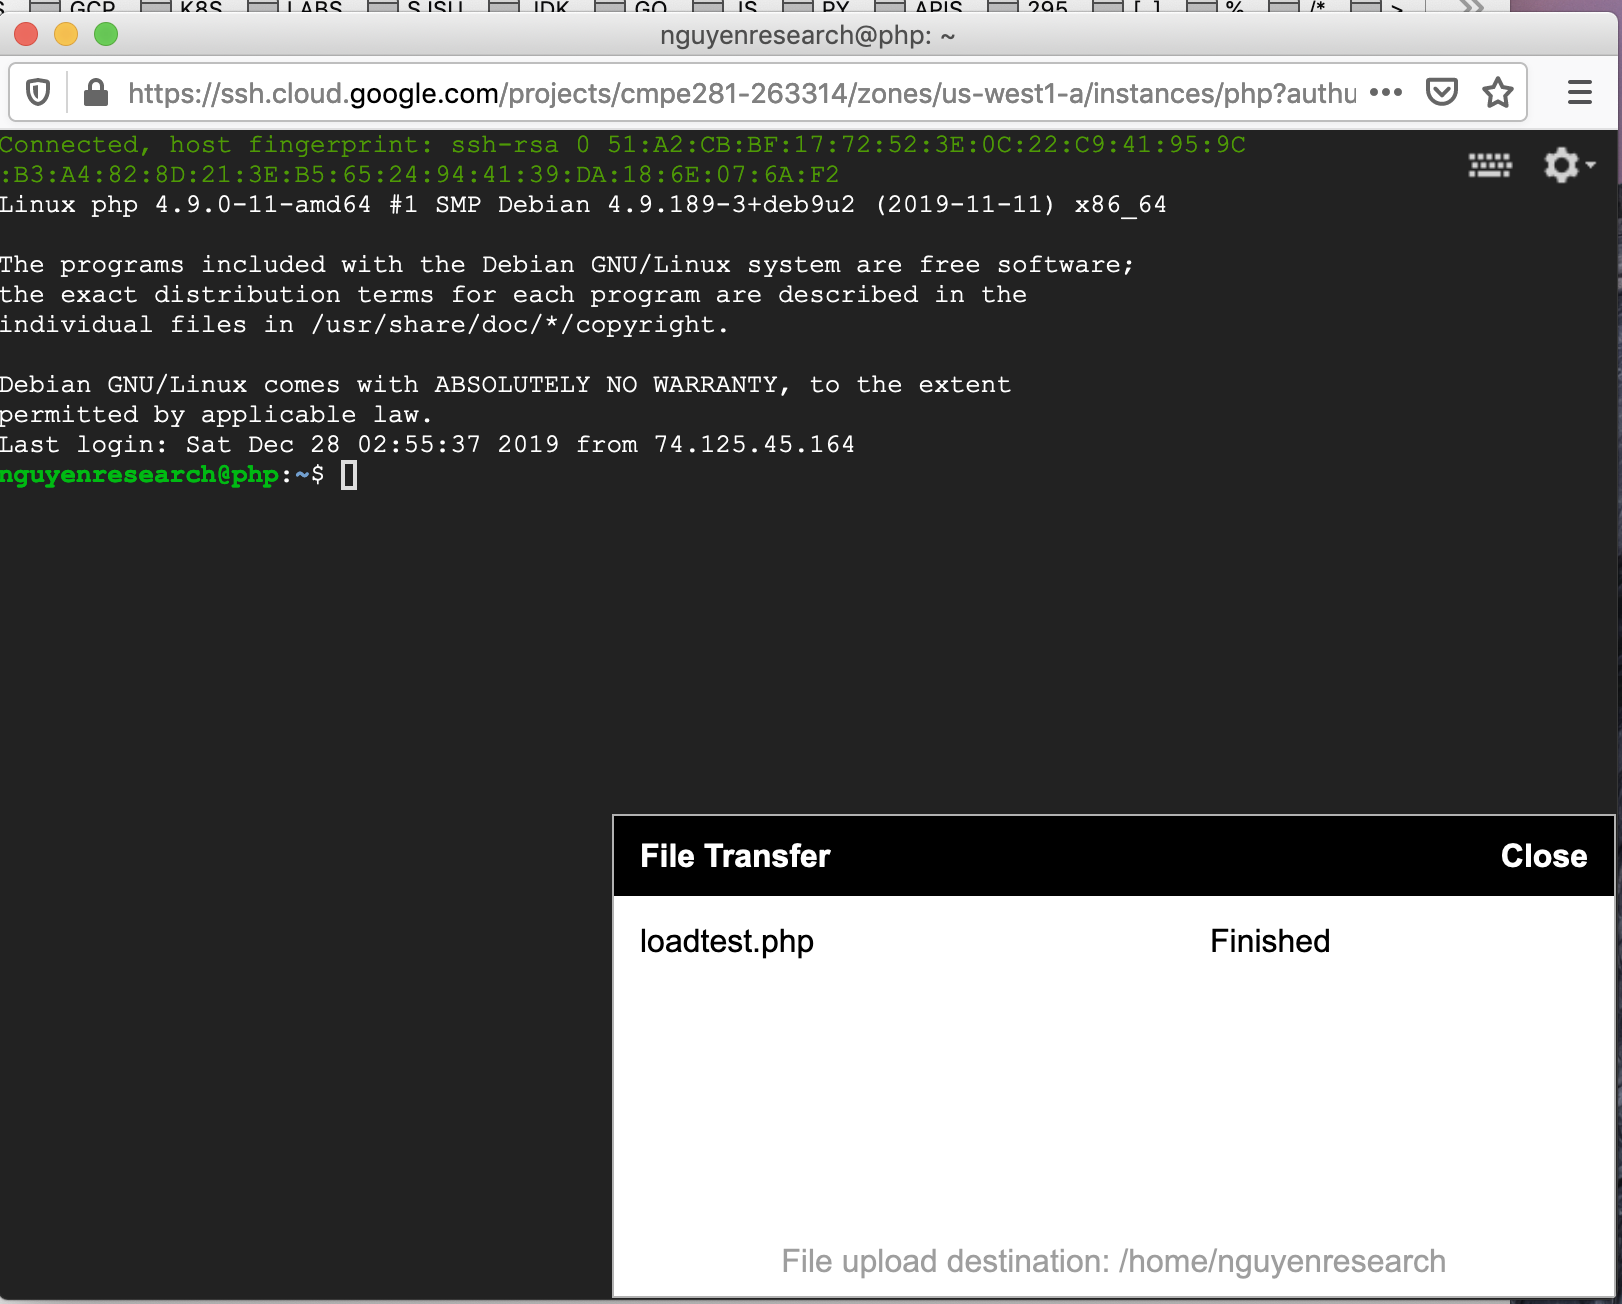 GCP K8S LABS SJSU JDK GO JS PY APIS 295 [ ] % /* >
nguyenresearch@php: ~
https://ssh.cloud.google.com/projects/cmpe281-263314/zones/us-west1-a/instances/php?authu
Connected, host fingerprint: ssh-rsa 0 51:A2:CB:BF:17:72:52:3E:0C:22:C9:41:95:9C
:B3:A4:82:8D:21:3E:B5:65:24:94:41:39:DA:18:6E:07:6A:F2
Linux php 4.9.0-11-amd64 #1 SMP Debian 4.9.189-3+deb9u2 (2019-11-11) x86_64
The programs included with the Debian GNU/Linux system are free software;
the exact distribution terms for each program are described in the
individual files in /usr/share/doc/*/copyright.
Debian GNU/Linux comes with ABSOLUTELY NO WARRANTY, to the extent
permitted by applicable law.
Last login: Sat Dec 28 02:55:37 2019 from 74.125.45.164
nguyenresearch@php:~$
File Transfer Close
loadtest.php Finished
File upload destination: /home/nguyenresearch